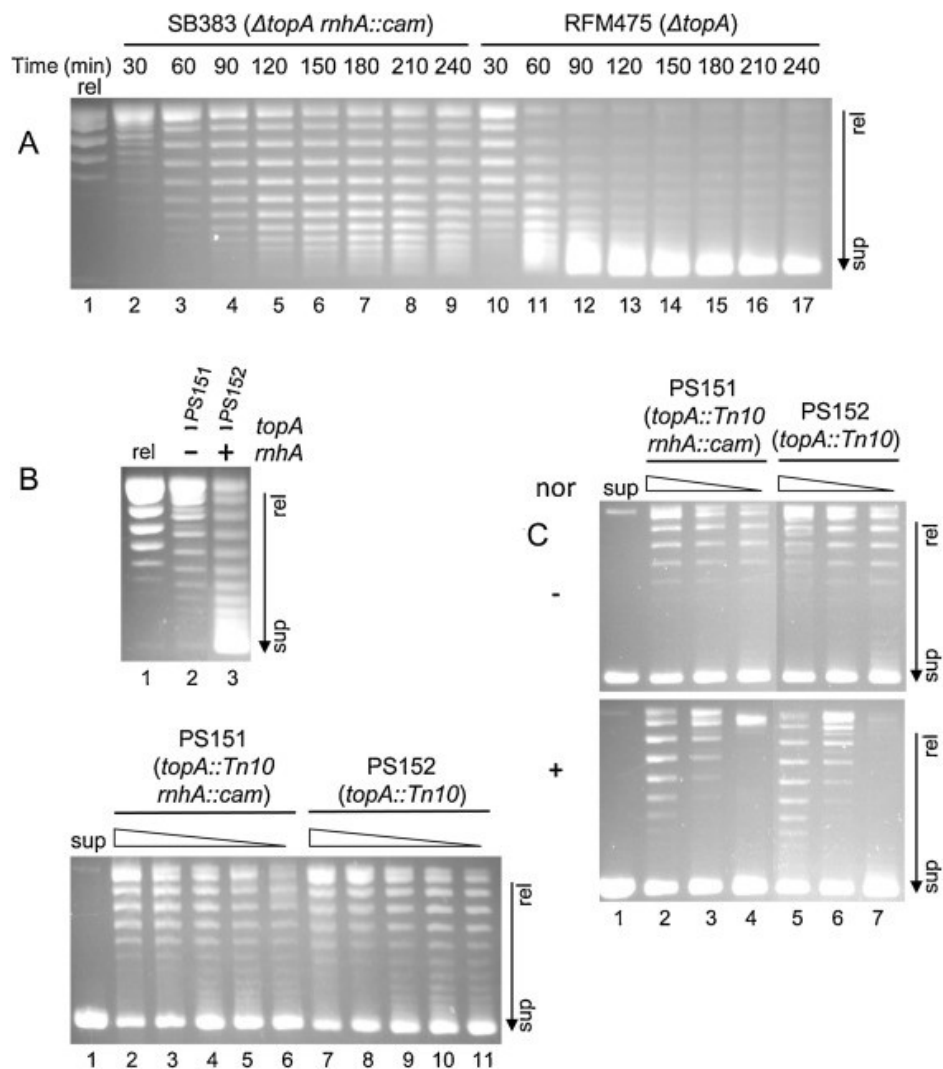 SB383 (ΔtopA rnhA::cam) RFM475 (ΔtopA)
Time (min) 30 60 90 120 150 180 210 240 30 60 90 120 150 180 210 240
rel
A
rel
sup
1 2 3 4 5 6 7 8 9 10 11 12 13 14 15 16 17
PS151 PS152
topA
rel - + rnhA
B
rel
sup
1 2 3
PS151
(topA::Tn10
rnhA::cam)
PS152
(topA::Tn10)
nor sup
C
-
rel
sup
+
rel
sup
1 2 3 4 5 6 7
PS151
(topA::Tn10
rnhA::cam)
PS152
(topA::Tn10)
sup
rel
sup
1 2 3 4 5 6 7 8 9 10 11